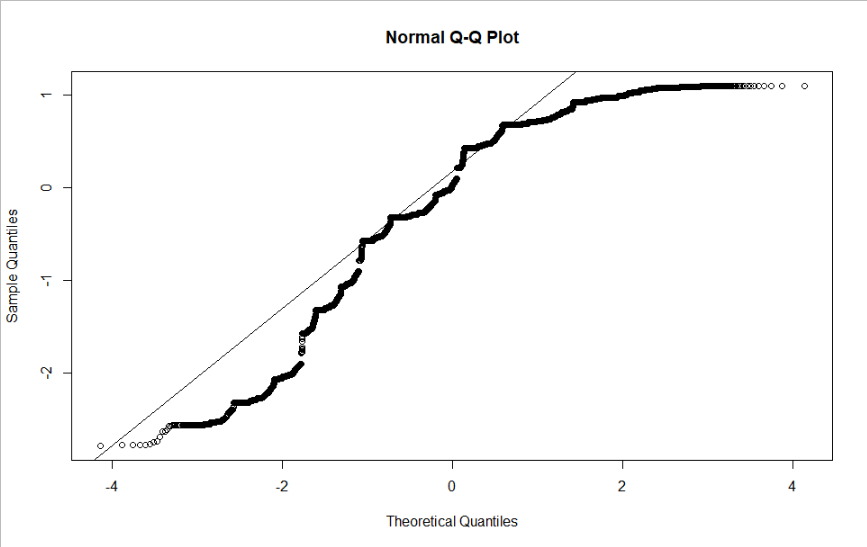 Normal Q-Q Plot
1
0
-1
-2
Sample Quantiles
-4 -2 0 2 4
Theoretical Quantiles